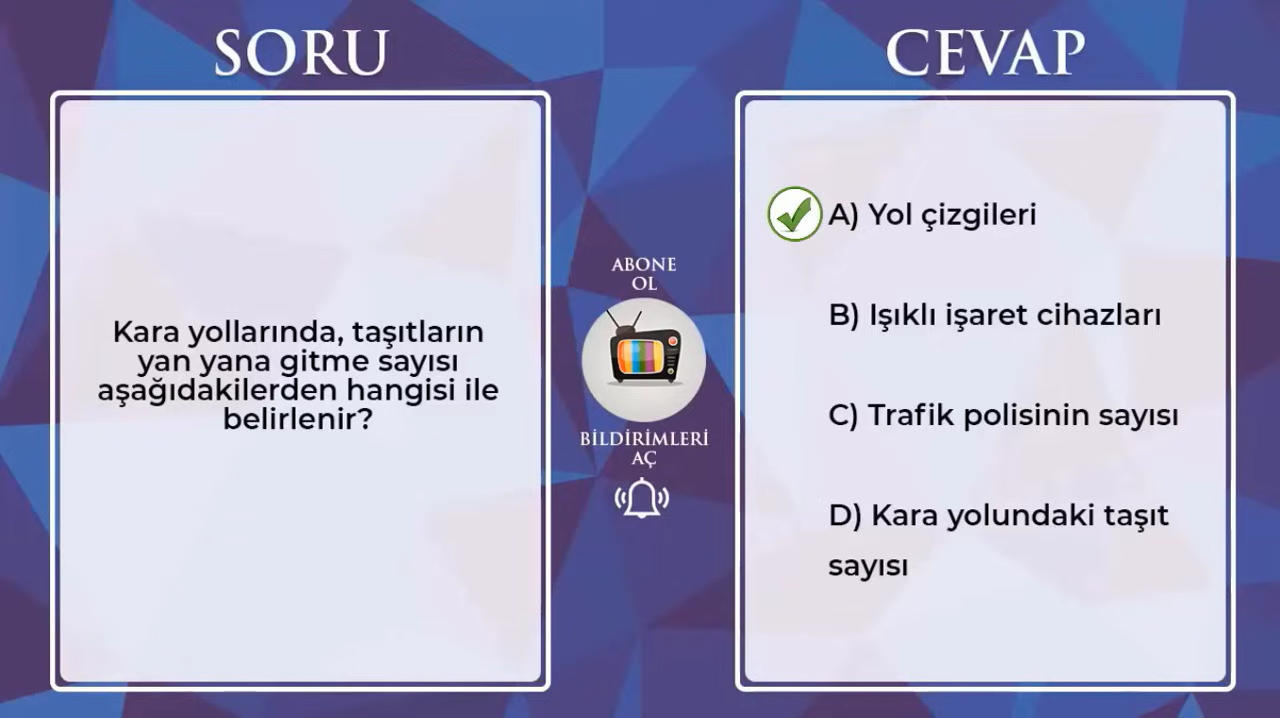 SORU
Kara yollarında, taşıtların
yan yana gitme sayısı
aşağıdakilerden hangisi ile
belirlenir?
ABONE
OL
BİLDİRİMLERİ
AÇ
CEVAP
A) Yol çizgileri
B) Işıklı işaret cihazları
C) Trafik polisinin sayısı
D) Kara yolundaki taşıt
sayısı